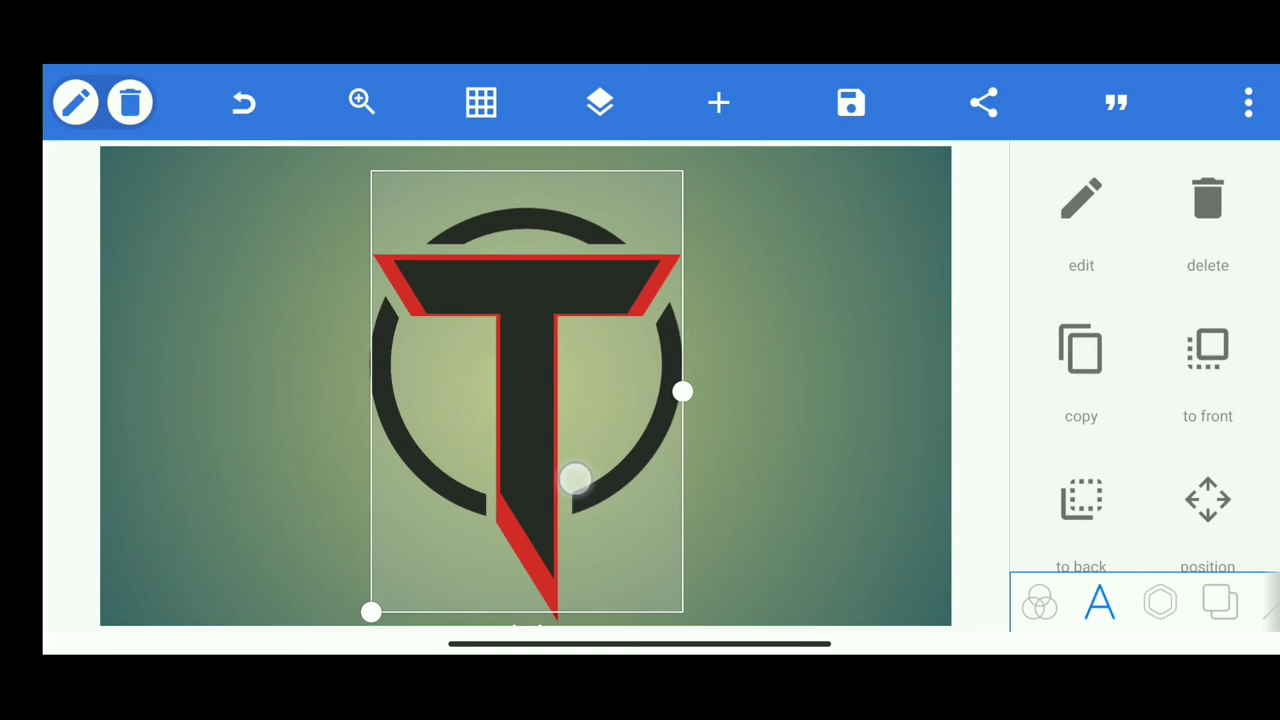 T
edit
delete
copy
to front
to back
position